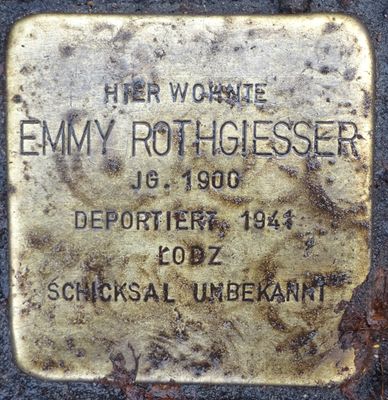 HIER WOHNTE
EMMY ROTHGIESSER
JG. 1900
DEPORTIERT 1941
ŁODZ
SCHICKSAL UNBEKANNT